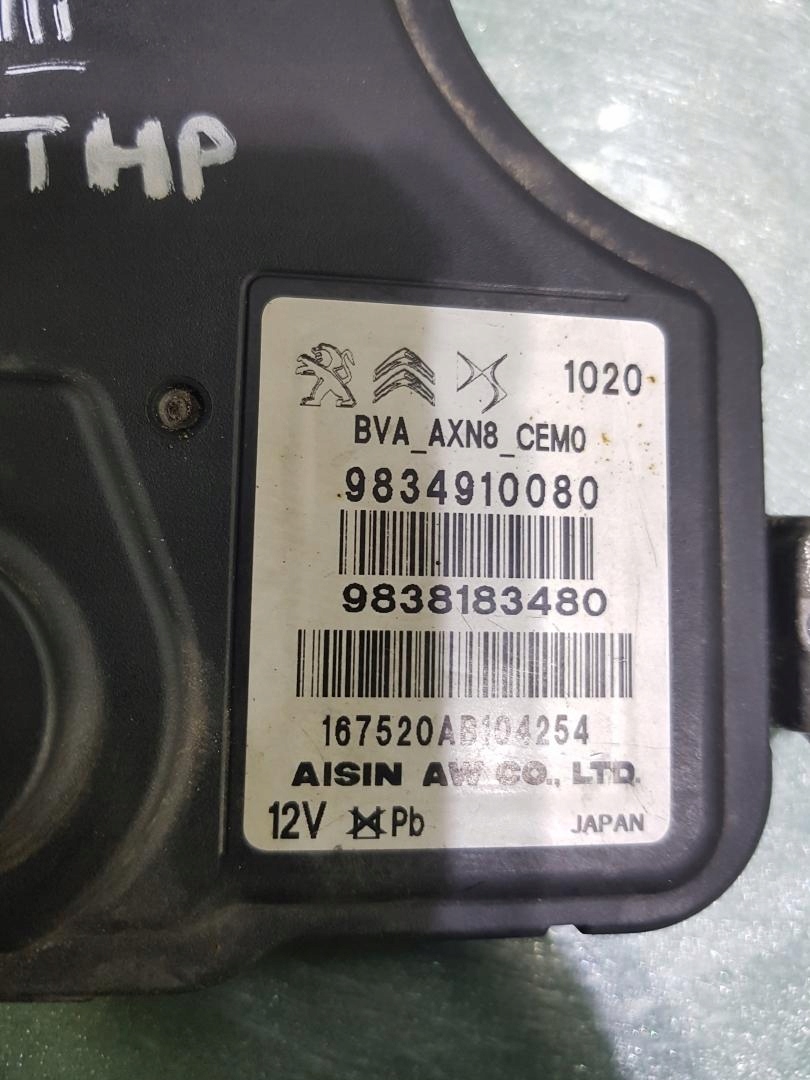 THP
1020
BVA_AXN8_CEM0
9834910080
9838183480
167520AB104254
AISIN AW CO., LTD.
12V Pb JAPAN